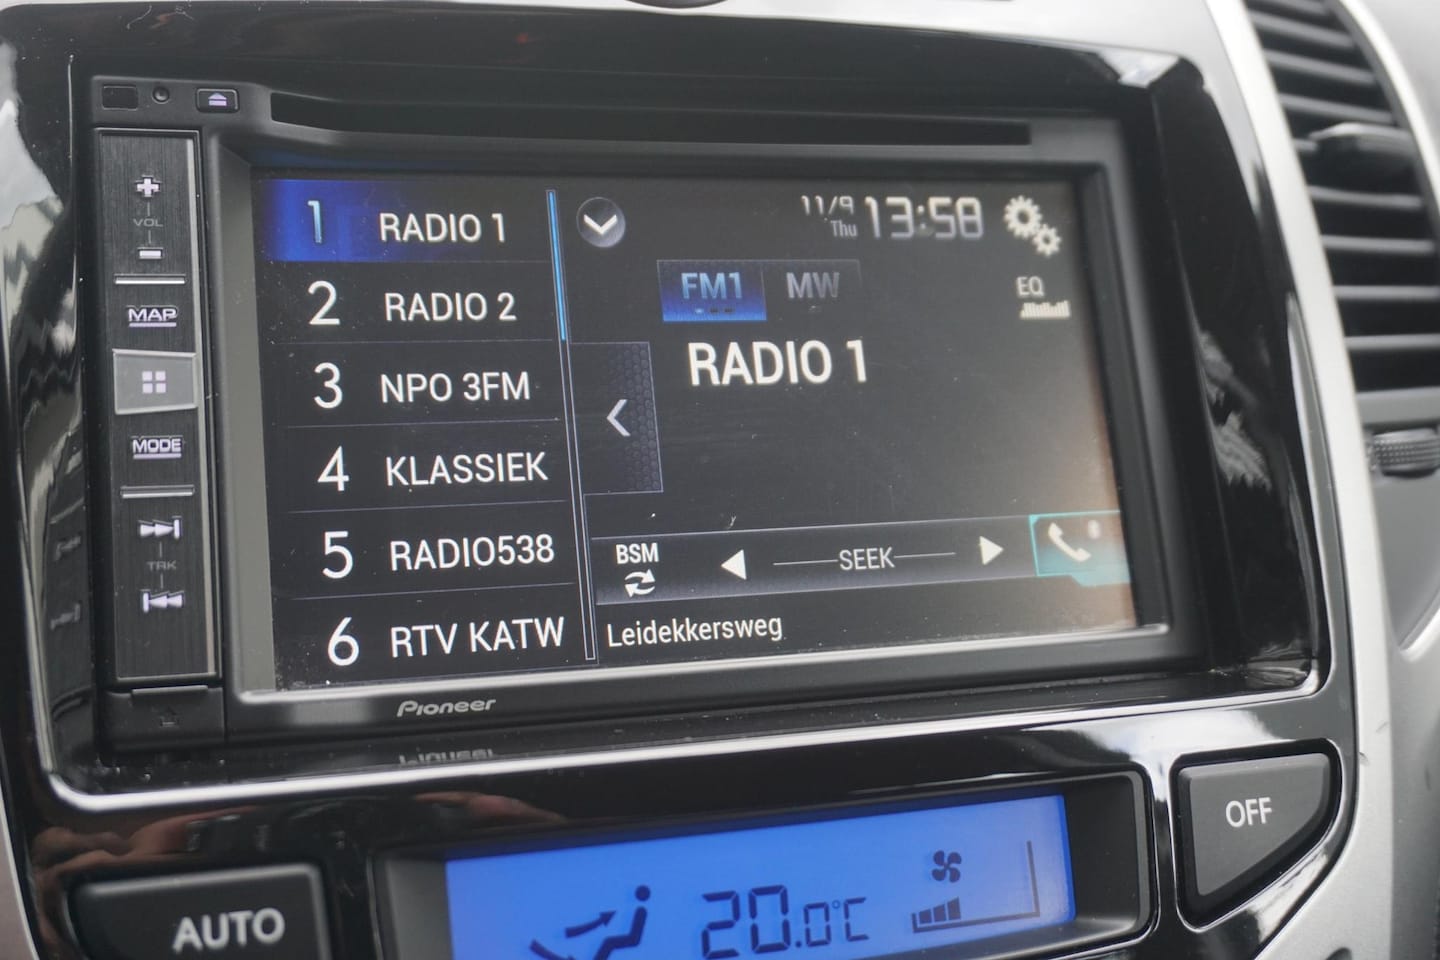 VOL
MAP
MODE
TRK
1 RADIO 1
2 RADIO 2
3 NPO 3FM
4 KLASSIEK
5 RADIO538
6 RTV KATW
11/9
Thu
13:58
FM1
MW
EQ
RADIO 1
BSM
SEEK
Leidekkersweg
Pioneer
OFF
AUTO
20.0°C